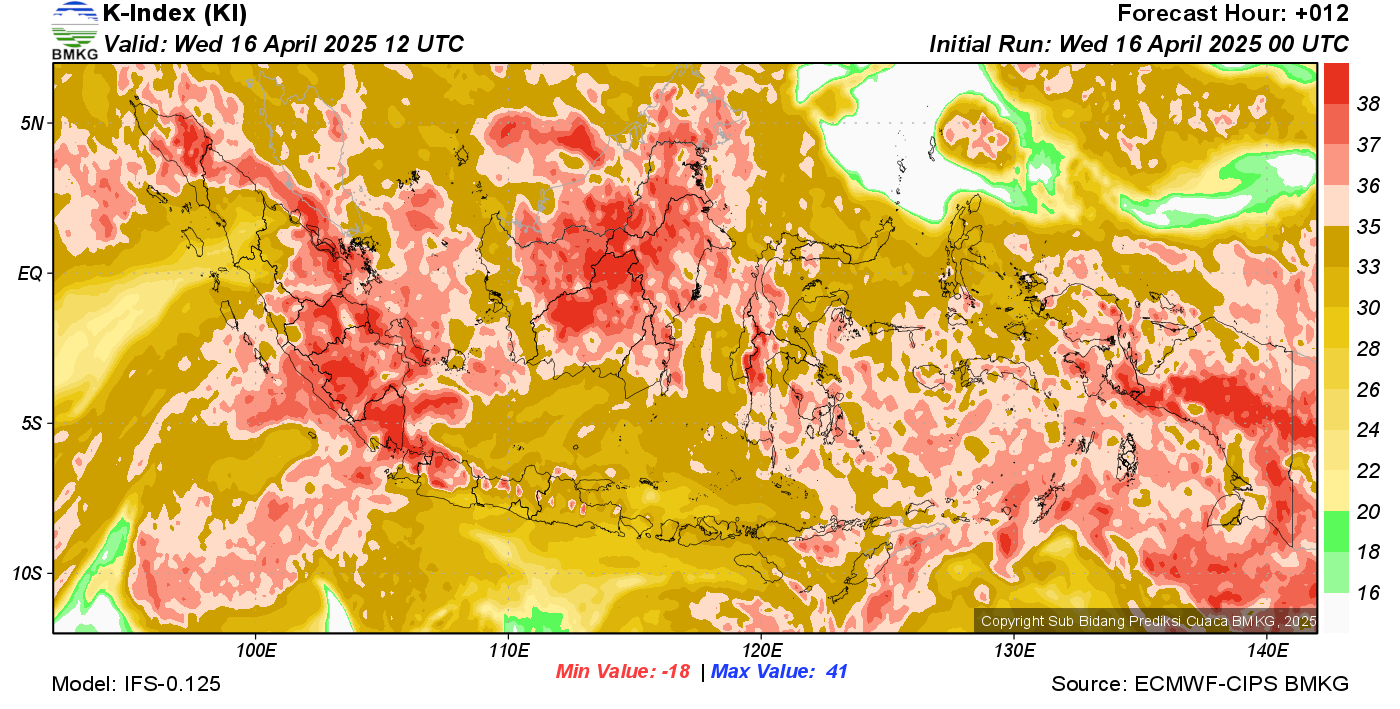 BMKG
K-Index (KI)
Forecast Hour: +012
Valid: Wed 16 April 2025 12 UTC
Initial Run: Wed 16 April 2025 00 UTC
5N
EQ
5S
10S
38
37
36
35
33
30
28
26
24
22
20
18
16
Copyright Sub Bidang Prediksi Cuaca BMKG, 2025
100E
110E
120E
130E
140E
Min Value: -18 | Max Value: 41
Model: IFS-0.125
Source: ECMWF-CIPS BMKG